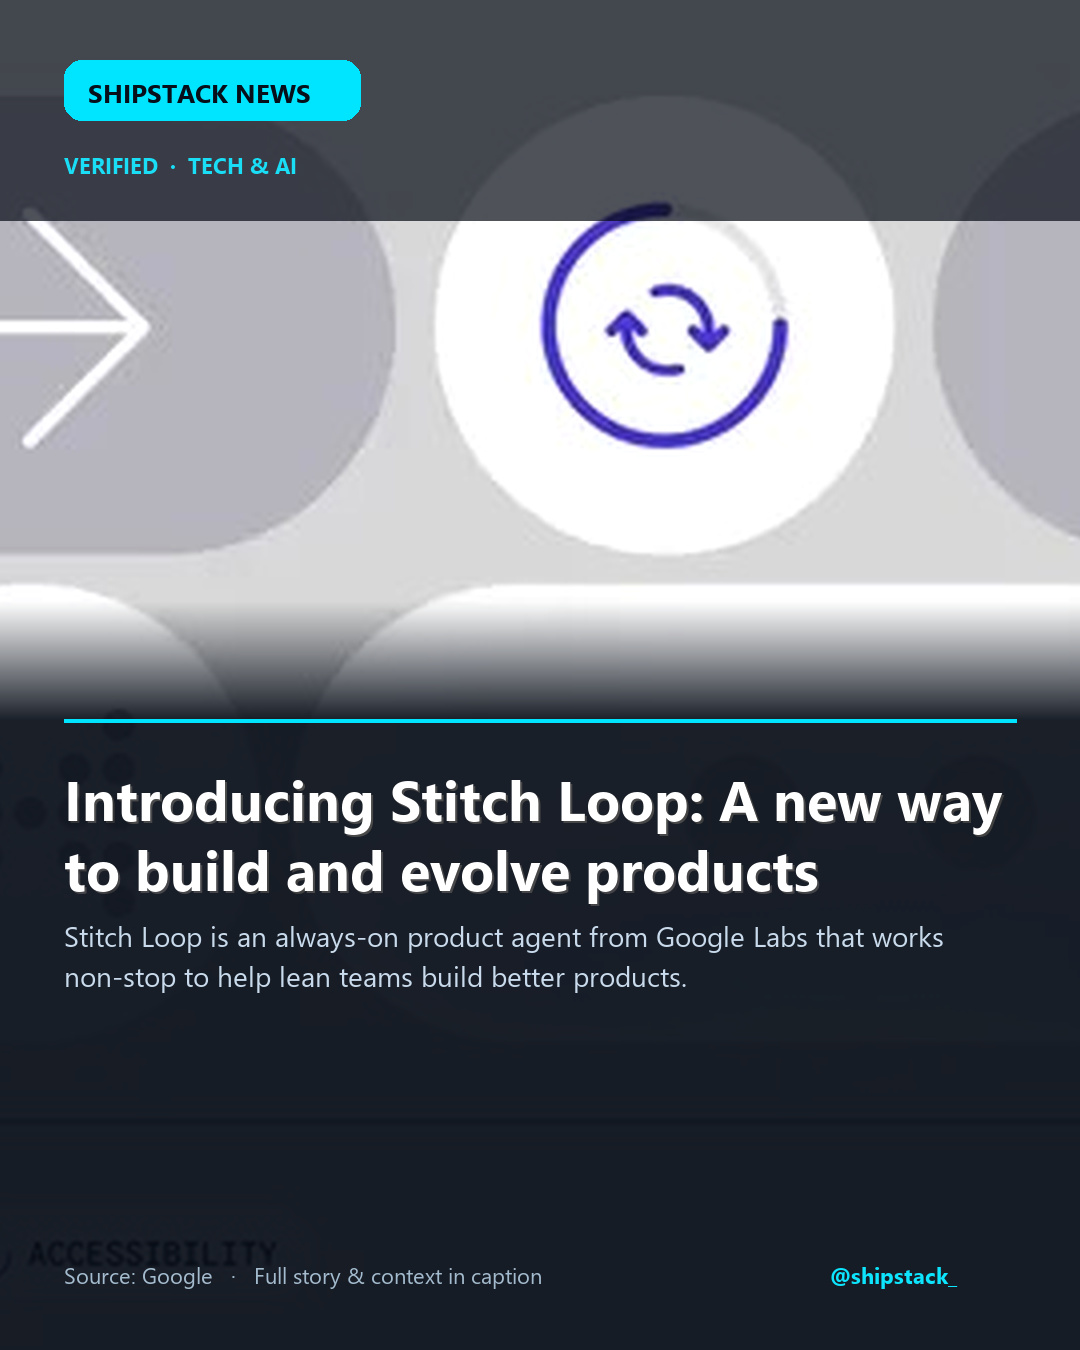 SHIPSTACK NEWS
VERIFIED · TECH & AI
Introducing Stitch Loop: A new way
to build and evolve products
Stitch Loop is an always-on product agent from Google Labs that works
non-stop to help lean teams build better products.
ACCESSIBILITY
Source: Google · Full story & context in caption
@shipstack_